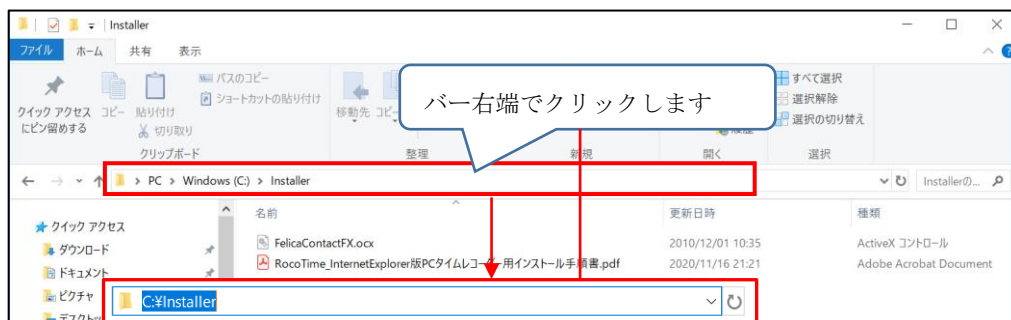 Installer
ファイル ホーム 共有 表示
クイック アクセス
にピン留めする
コピー
貼り付け
パスのコピー
ショートカットの貼り付け
切り取り
クリップボード
移動先
整理
新規
開く
すべて選択
選択解除
選択の切り替え
選択
バー右端でクリックします
PC > Windows (C:) > Installer
Installerの...
クイック アクセス
ダウンロード
ドキュメント
ピクチャ
名前 更新日時 種類
FelicaContactFX.ocx 2010/12/01 10:35 ActiveX コントロール
RocoTime_InternetExplorer版PCタイムレコーダー用インストール手順書.pdf 2020/11/16 21:21 Adobe Acrobat Document
C:¥Installer